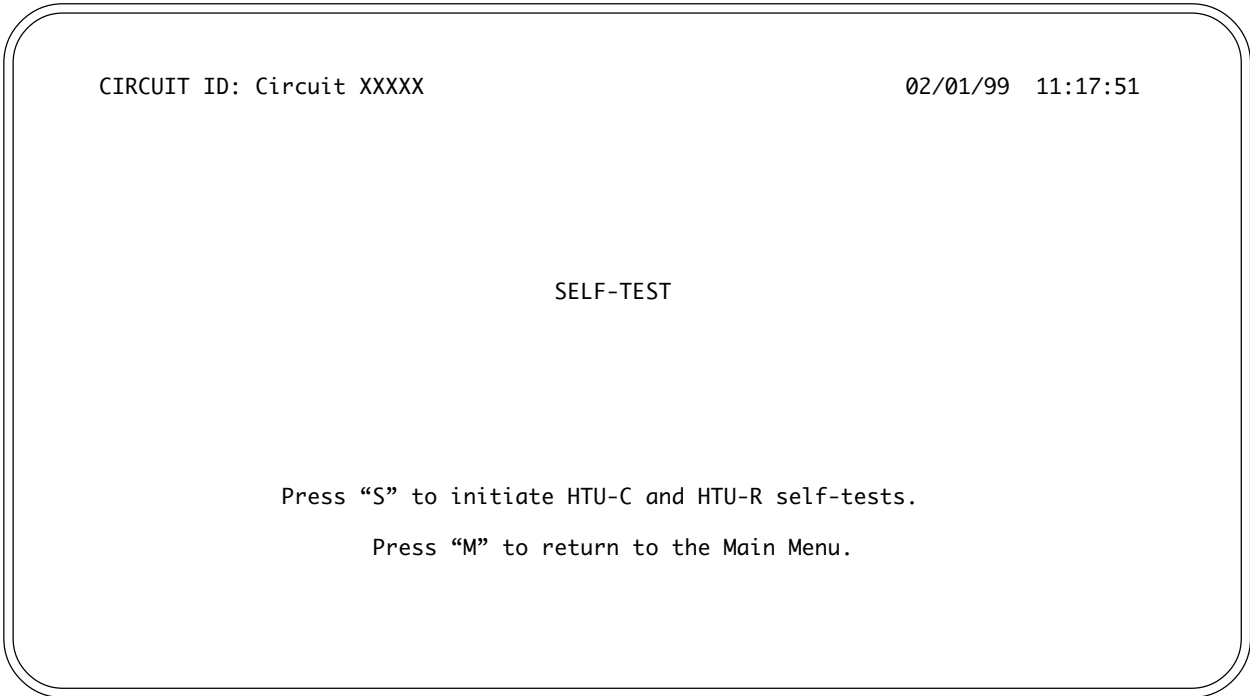 CIRCUIT ID: Circuit XXXXX 02/01/99 11:17:51
SELF-TEST
Press “S” to initiate HTU-C and HTU-R self-tests.
Press “M” to return to the Main Menu.